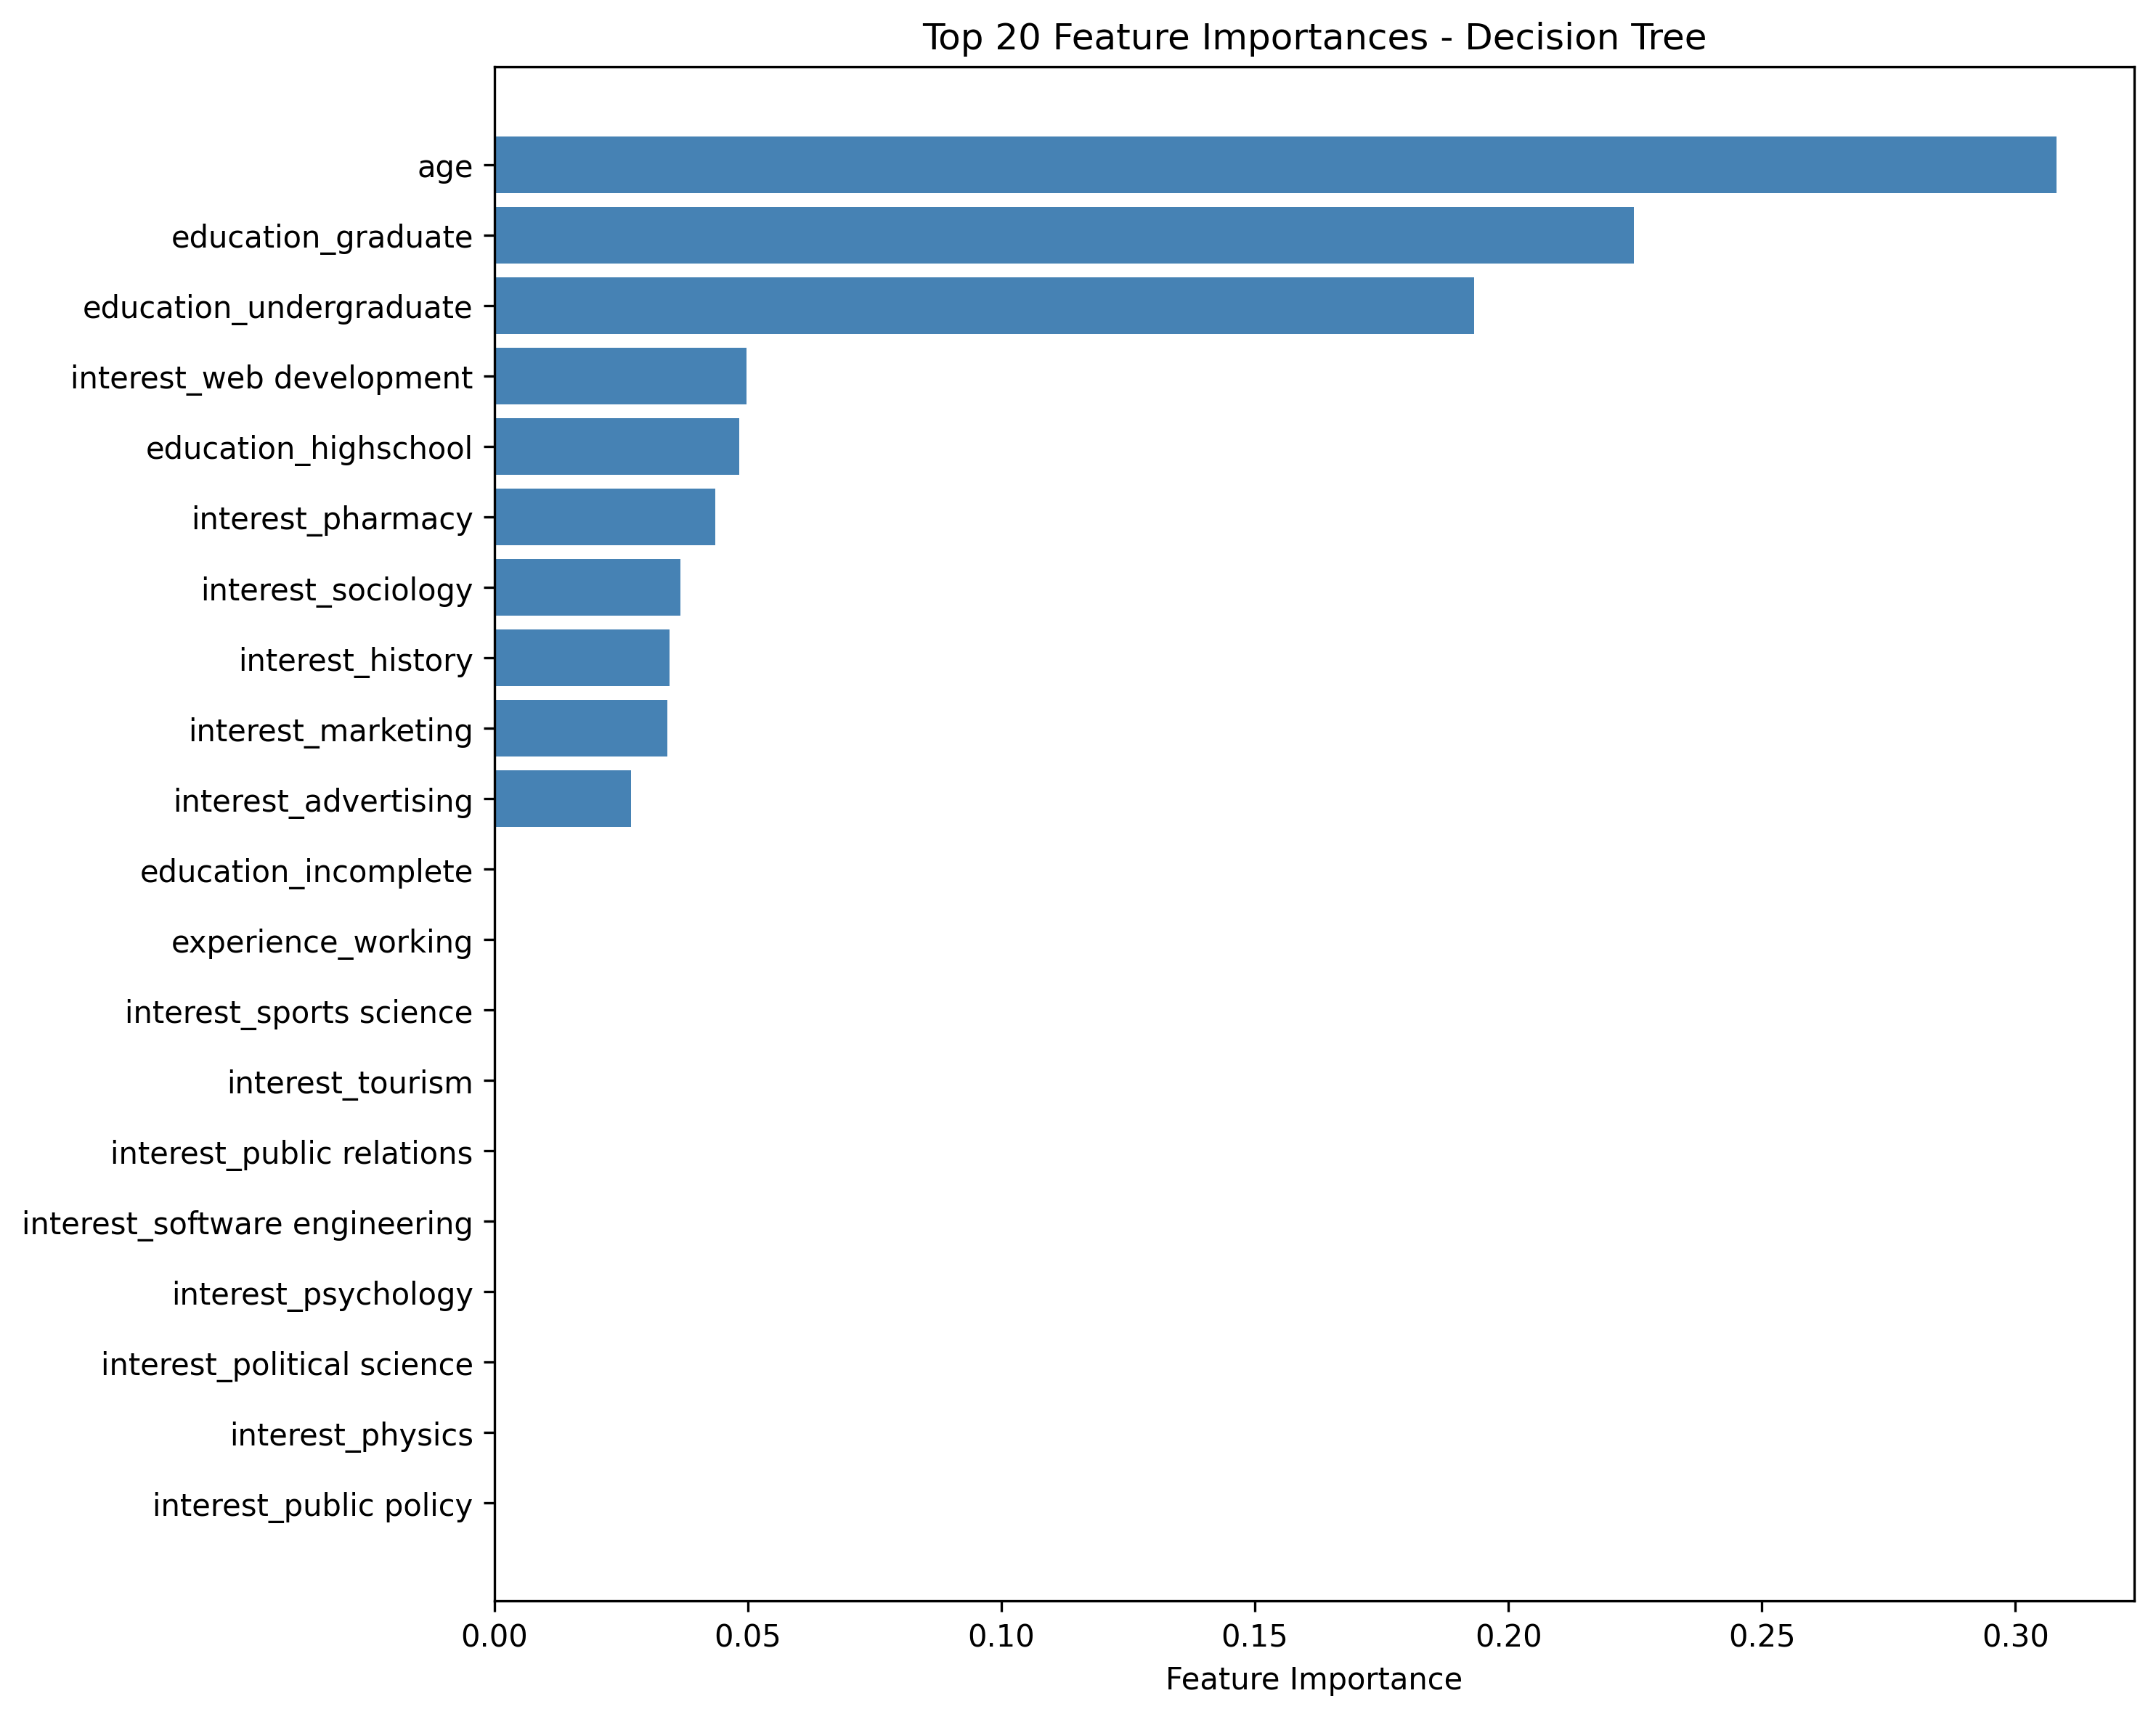 Top 20 Feature Importances - Decision Tree
age
education_graduate
education_undergraduate
interest_web development
education_highschool
interest_pharmacy
interest_sociology
interest_history
interest_marketing
interest_advertising
education_incomplete
experience_working
interest_sports science
interest_tourism
interest_public relations
interest_software engineering
interest_psychology
interest_political science
interest_physics
interest_public policy
0.00 0.05 0.10 0.15 0.20 0.25 0.30
Feature Importance